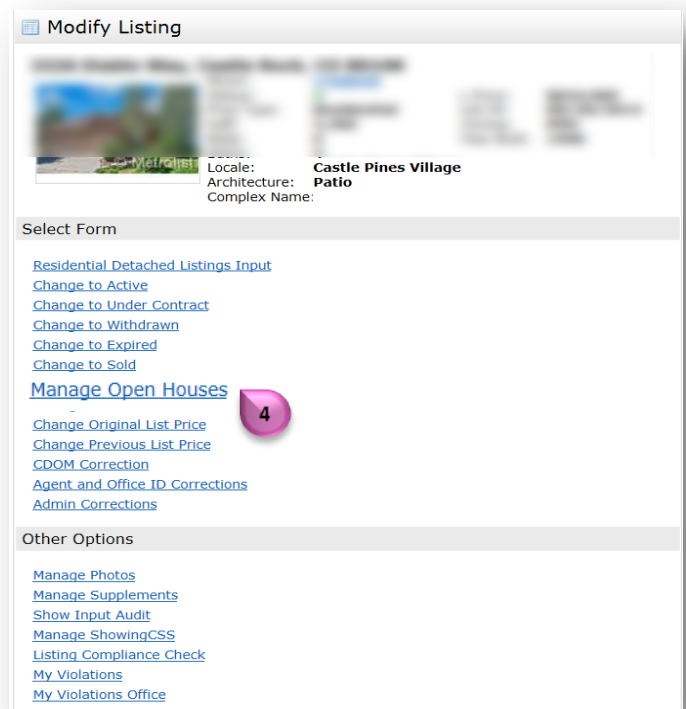 Modify Listing
© Metrolist
Locale: Castle Pines Village
Architecture: Patio
Complex Name:
Select Form
Residential Detached Listings Input
Change to Active
Change to Under Contract
Change to Withdrawn
Change to Expired
Change to Sold
Manage Open Houses
4
Change Original List Price
Change Previous List Price
CDOM Correction
Agent and Office ID Corrections
Admin Corrections
Other Options
Manage Photos
Manage Supplements
Show Input Audit
Manage ShowingCSS
Listing Compliance Check
My Violations
My Violations Office